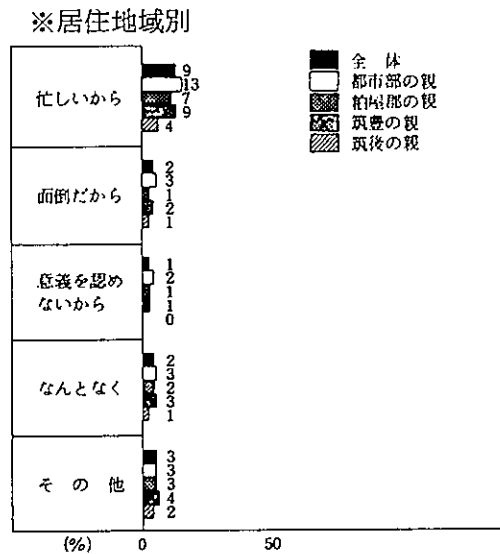 ※居住地域別
全体
都市部の親
粕屋郡の親
筑豊の親
筑後の親
忙しいから
9
13
7
9
4
面倒だから
2
3
1
2
1
意義を認め
ないから
1
2
1
1
0
なんとなく
2
3
2
3
1
その他
3
3
3
4
2
(%) 0 50